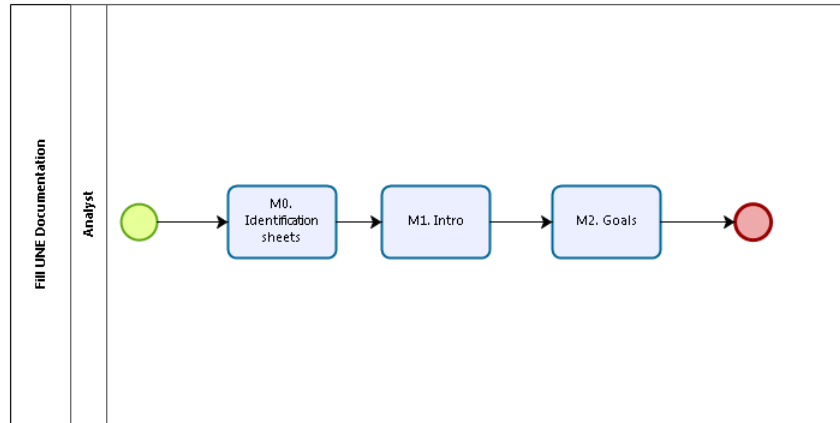 Fill UNE Documentation
Analyst
M0.
Identification
sheets
M1. Intro
M2. Goals